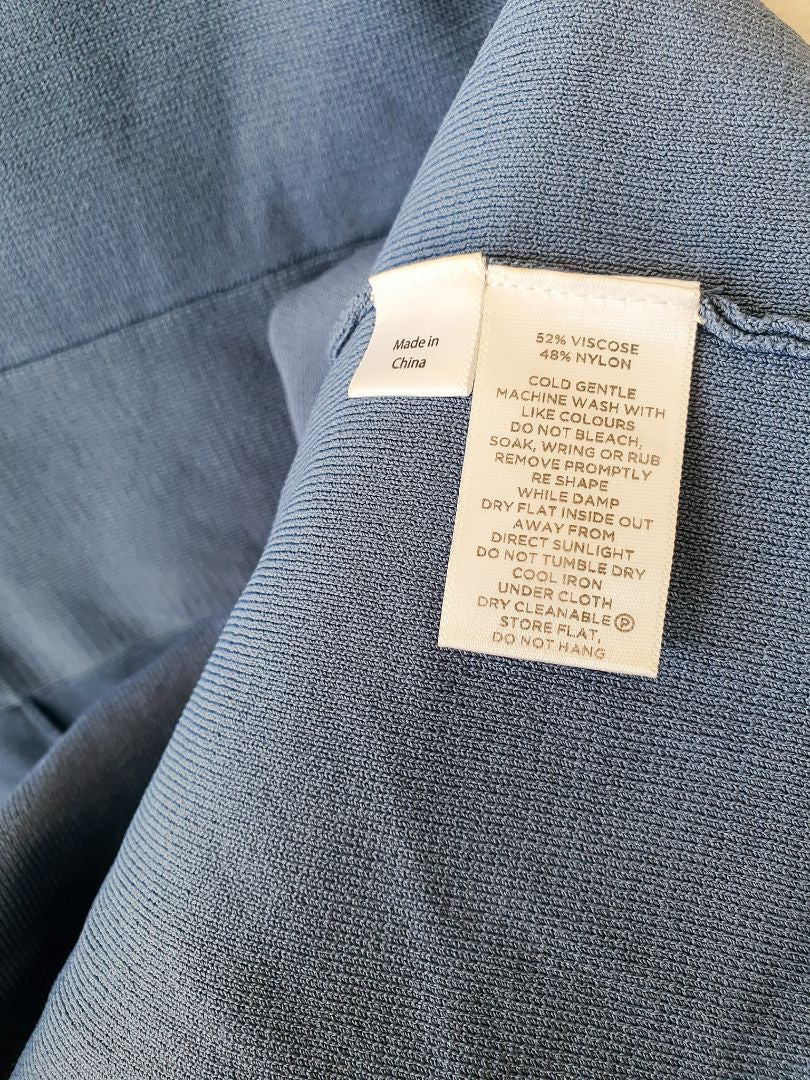 Made in
China
52% VISCOSE
48% NYLON
COLD GENTLE
MACHINE WASH WITH
LIKE COLOURS
DO NOT BLEACH,
SOAK, WRING OR RUB
REMOVE PROMPTLY
RE SHAPE
WHILE DAMP
DRY FLAT INSIDE OUT
AWAY FROM
DIRECT SUNLIGHT
DO NOT TUMBLE DRY
COOL IRON
UNDER CLOTH
DRY CLEANABLE Ⓟ
STORE FLAT,
DO NOT HANG